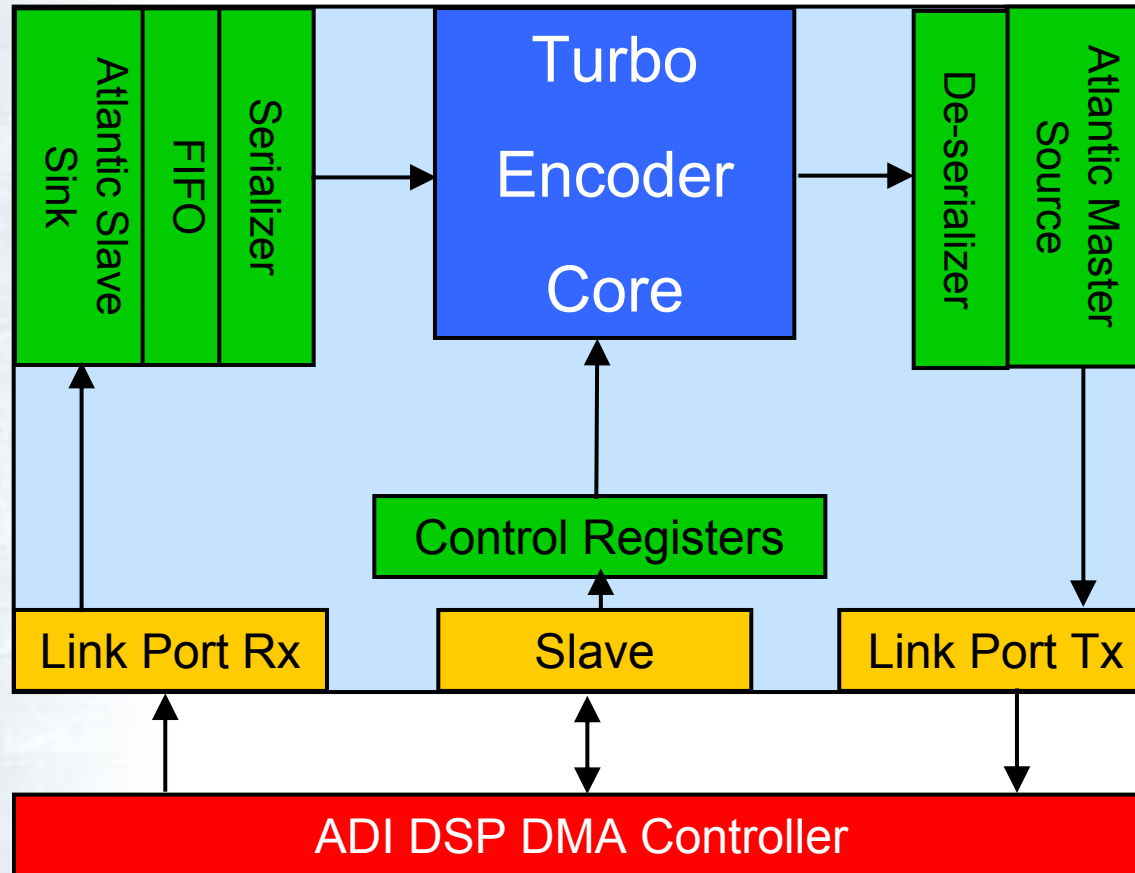 Atlantic Slave
Sink
FIFO
Serializer
Turbo
Encoder
Core
De-serializer
Atlantic Master
Source
Control Registers
Link Port Rx
Slave
Link Port Tx
ADI DSP DMA Controller